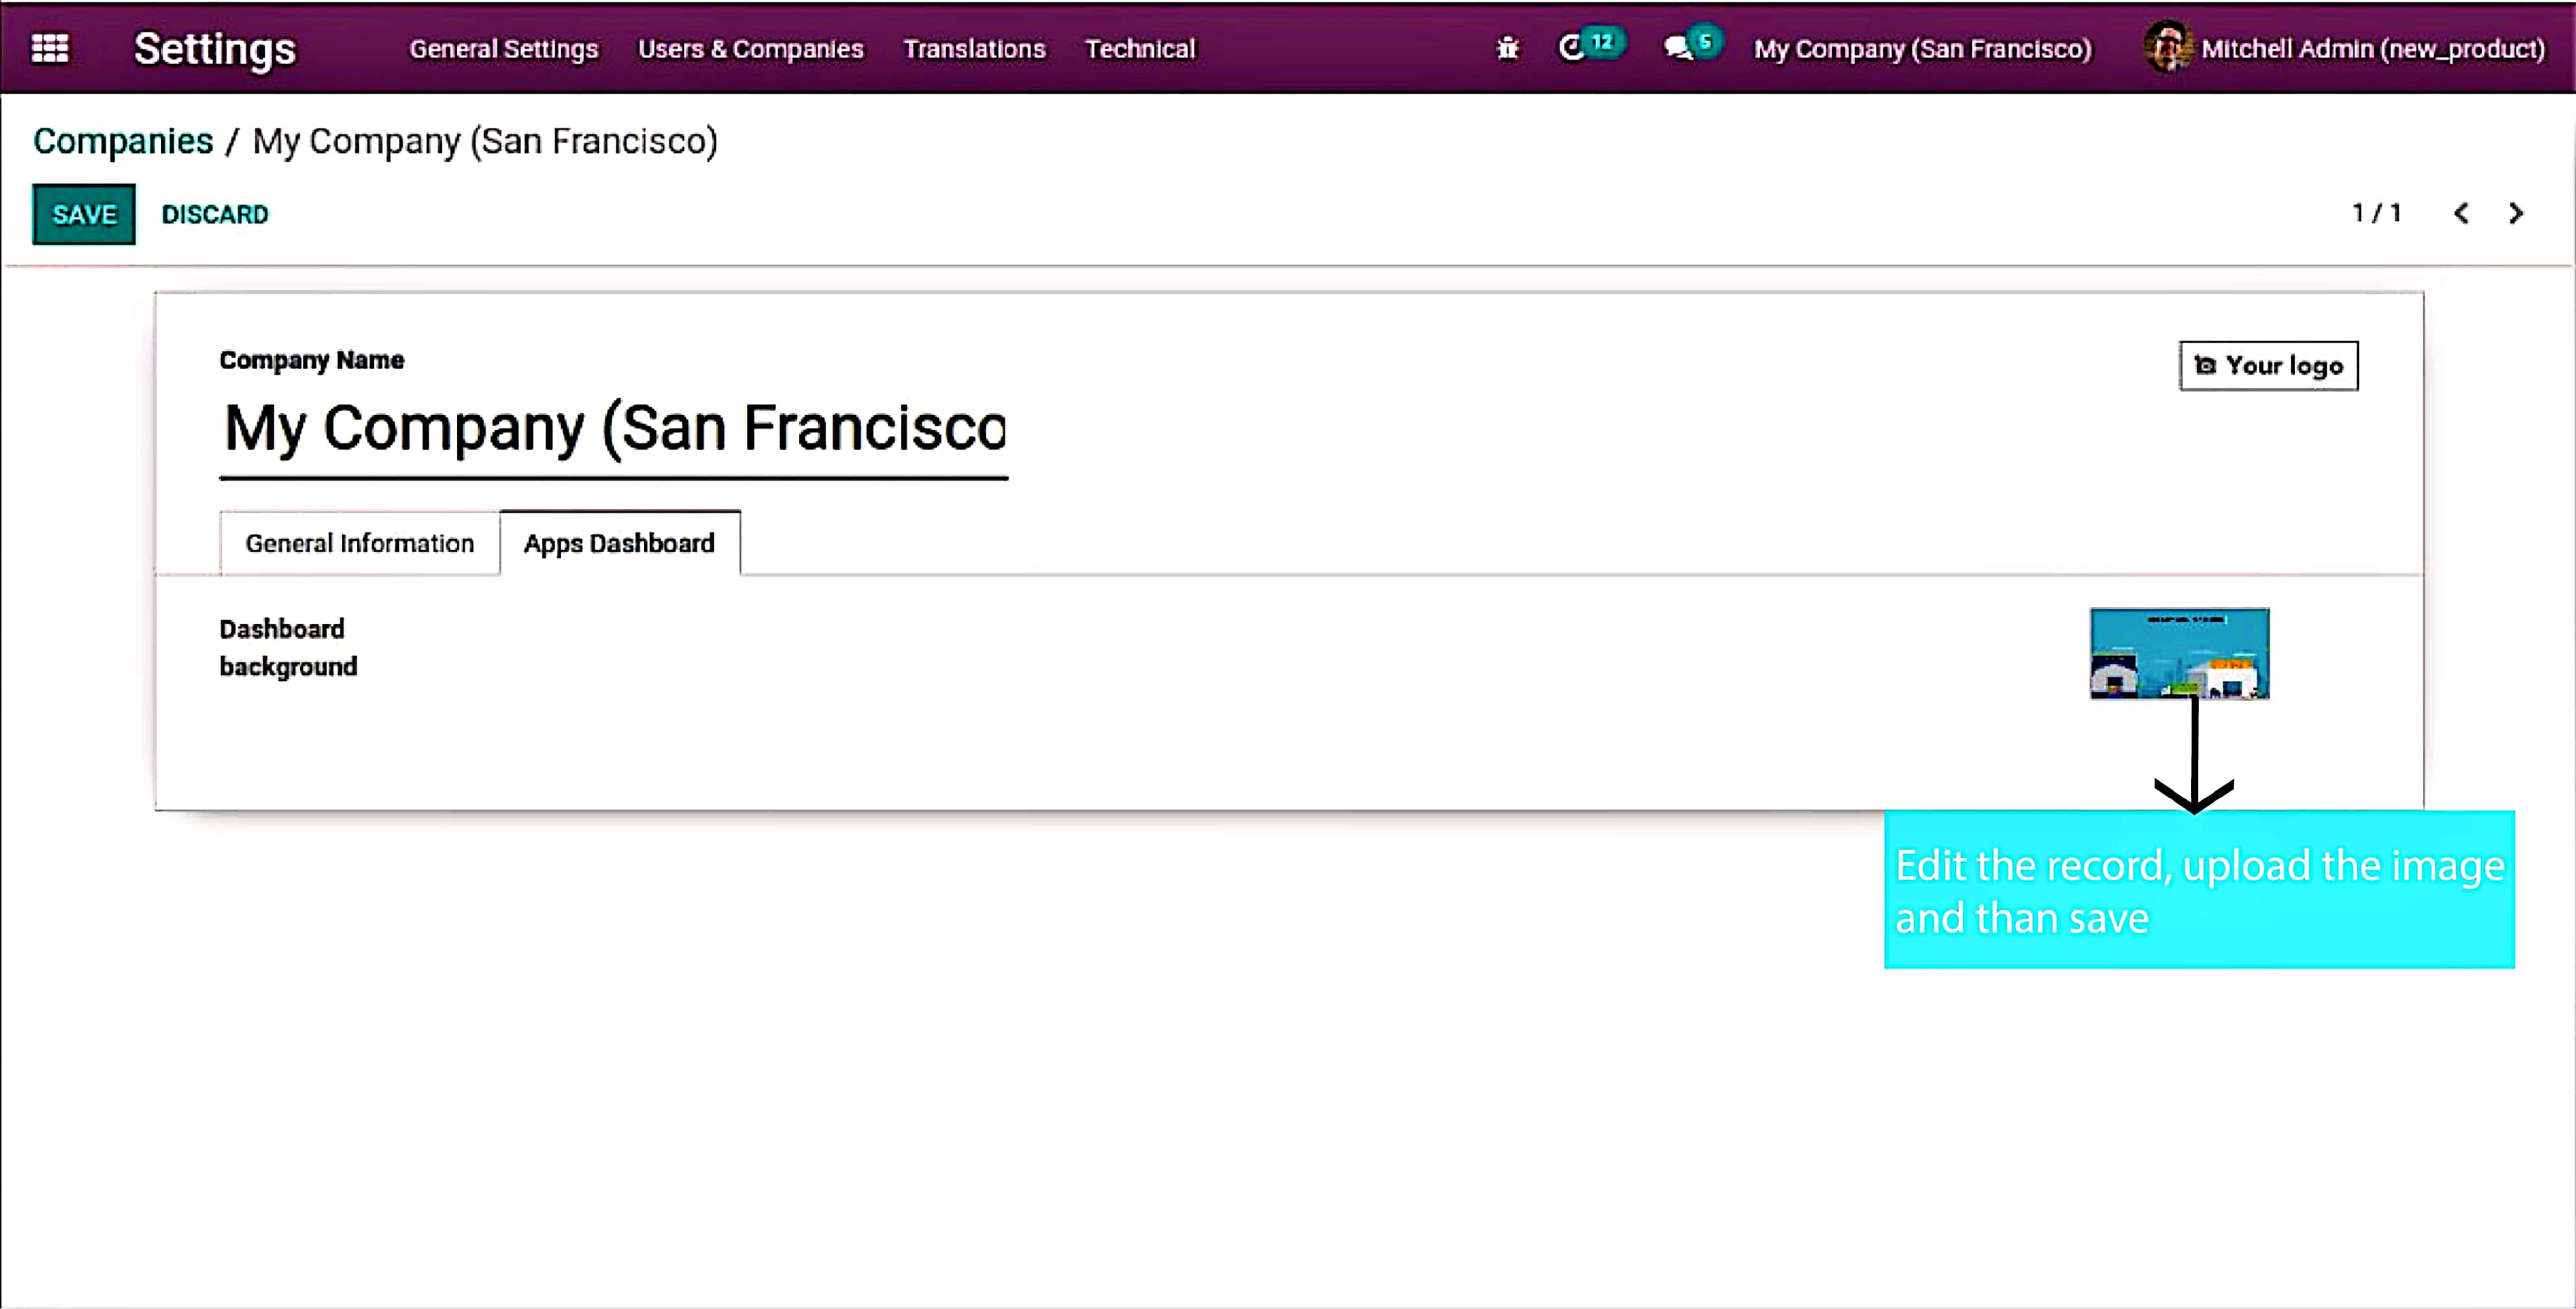 Settings General Settings Users & Companies Translations Technical 12 5 My Company (San Francisco) Mitchell Admin (new_product)
Companies / My Company (San Francisco)
SAVE DISCARD 1 / 1
Company Name
Your logo
My Company (San Francisco
General Information Apps Dashboard
Dashboard
background
Edit the record, upload the image
and than save